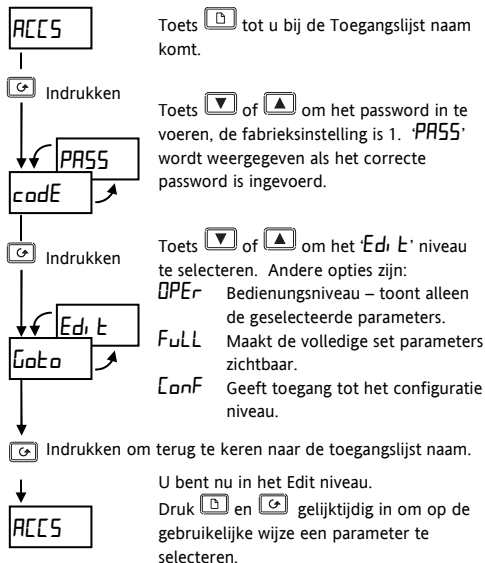 ACCS
Toets tot u bij de Toegangslijst naam
komt.
Indrukken
Toets of om het password in te
voeren, de fabrieksinstelling is 1. ‘PASS’
wordt weergegeven als het correcte
password is ingevoerd.
PASS
codE
Indrukken
Toets of om het ‘Edit’ niveau
te selecteren. Andere opties zijn:
OPEr Bedienungsniveau – toont alleen
de geselecteerde parameters.
FuLL Maakt de volledige set parameters
zichtbaar.
ConF Geeft toegang tot het configuratie
niveau.
Edit
Goto
Indrukken om terug te keren naar de toegangslijst naam.
U bent nu in het Edit niveau.
Druk en gelijktijdig in om op de
gebruikelijke wijze een parameter te
selecteren.
ACCS